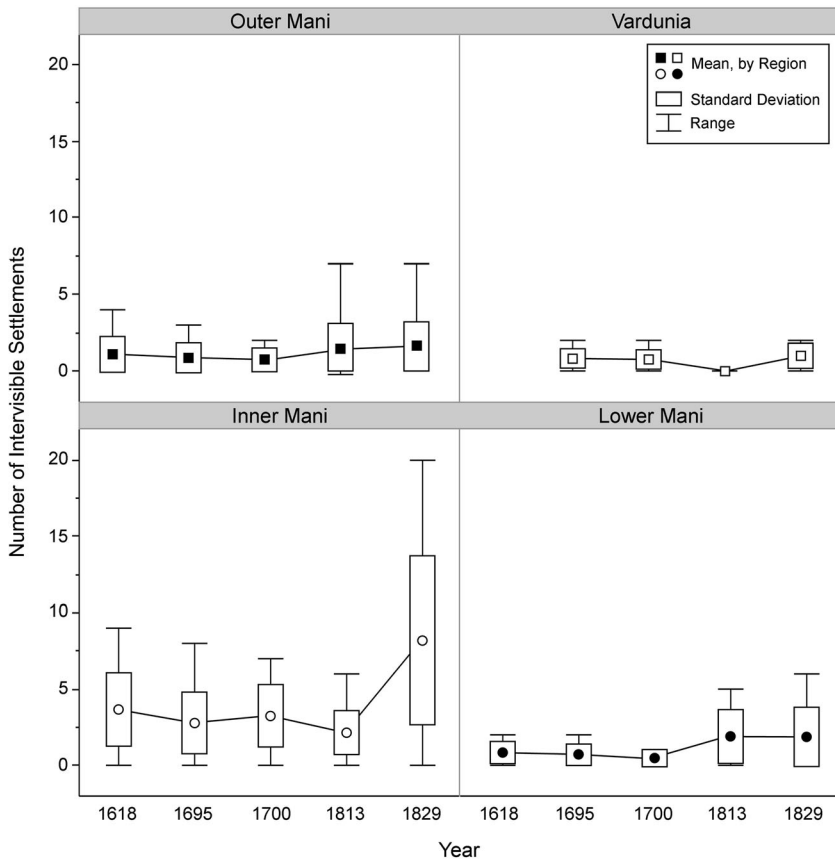 Outer Mani
Vardunia
20
15
10
5
0
Mean, by Region
Standard Deviation
Range
Number of Intervisible Settlements
Inner Mani
Lower Mani
20
15
10
5
0
1618 1695 1700 1813 1829
1618 1695 1700 1813 1829
Year